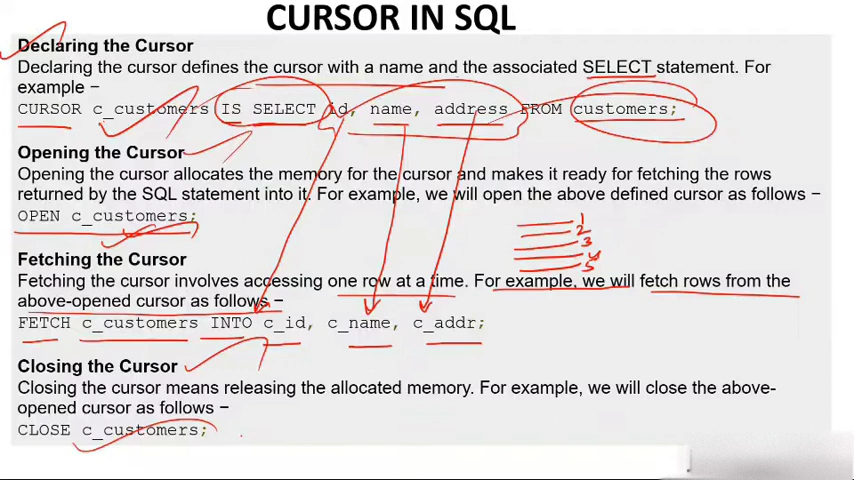 CURSOR IN SQL
Declaring the Cursor
Declaring the cursor defines the cursor with a name and the associated SELECT statement. For
example −
CURSOR c_customers IS SELECT id, name, address FROM customers;
Opening the Cursor
Opening the cursor allocates the memory for the cursor and makes it ready for fetching the rows
returned by the SQL statement into it. For example, we will open the above defined cursor as follows −
OPEN c_customers;
1
2
3
4
5
Fetching the Cursor
Fetching the cursor involves accessing one row at a time. For example, we will fetch rows from the
above-opened cursor as follows −
FETCH c_customers INTO c_id, c_name, c_addr;
Closing the Cursor
Closing the cursor means releasing the allocated memory. For example, we will close the above-
opened cursor as follows −
CLOSE c_customers;